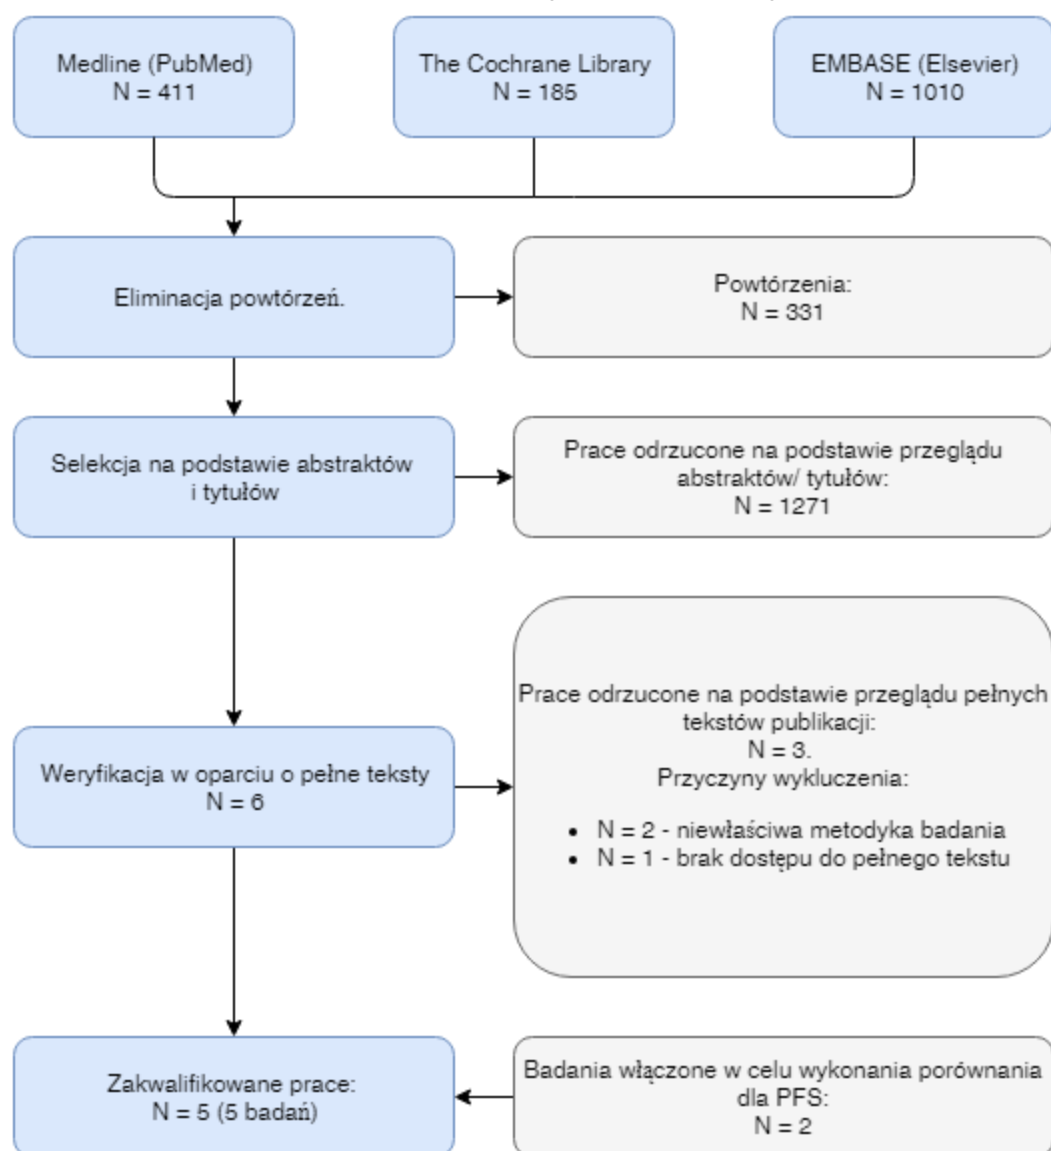 Medline (PubMed)
N = 411
The Cochrane Library
N = 185
EMBASE (Elsevier)
N = 1010
Eliminacja powtórzeń.
Powtórzenia:
N = 331
Selekcja na podstawie abstraktów
i tytułów
Prace odrzucone na podstawie przeglądu
abstraktów/ tytułów:
N = 1271
Weryfikacja w oparciu o pełne teksty
N = 6
Prace odrzucone na podstawie przeglądu pełnych
tekstów publikacji:
N = 3.
Przyczyny wykluczenia:
• N = 2 - niewłaściwa metodyka badania
• N = 1 - brak dostępu do pełnego tekstu
Zakwalifikowane prace:
N = 5 (5 badań)
Badania włączone w celu wykonania porównania
dla PFS:
N = 2